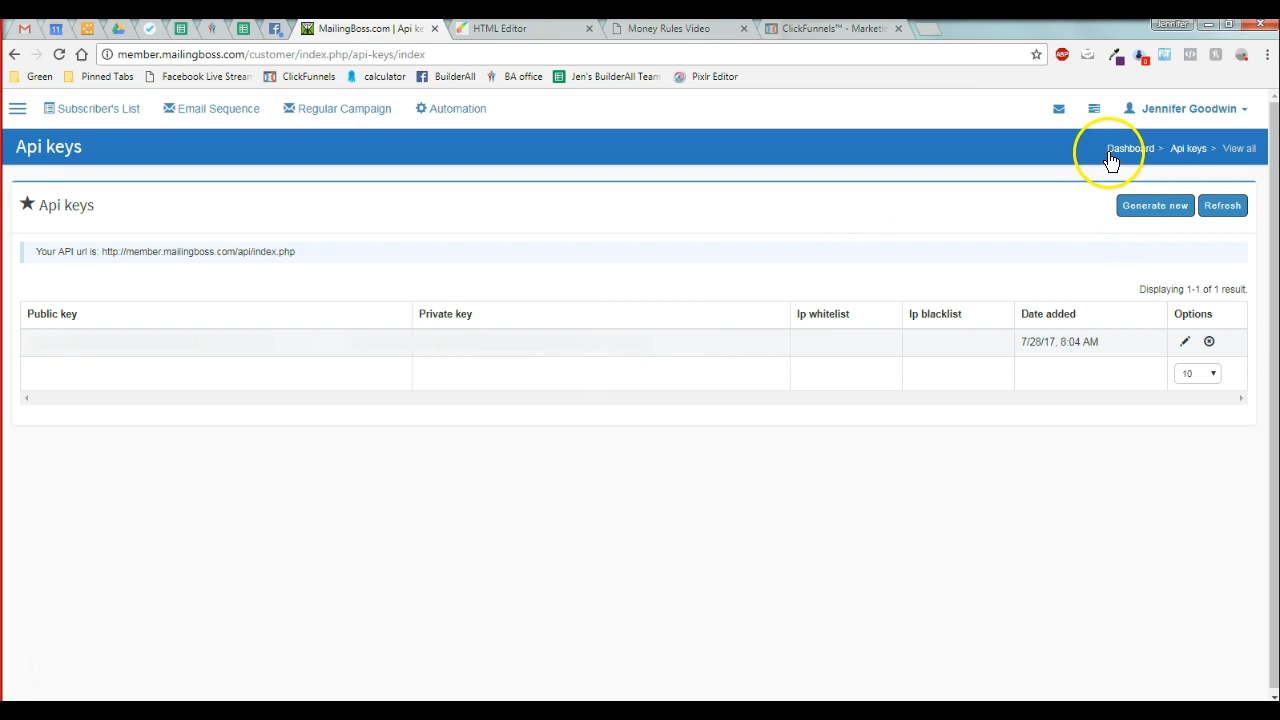 MailingBoss.com | Api ke
HTML Editor
Money Rules Video
ClickFunnels™ - Marketin
Jennifer
member.mailingboss.com/customer/index.php/api-keys/index
ABP
Green
Pinned Tabs
Facebook Live Stream
ClickFunnels
calculator
BuilderAll
BA office
Jen's BuilderAll Team
Pixlr Editor
Subscriber's List
Email Sequence
Regular Campaign
Automation
Jennifer Goodwin
Api keys
Dashboard > Api keys > View all
Api keys
Generate new
Refresh
Your API url is: http://member.mailingboss.com/api/index.php
Displaying 1-1 of 1 result.
Public key
Private key
Ip whitelist
Ip blacklist
Date added
Options
7/28/17, 8:04 AM
10